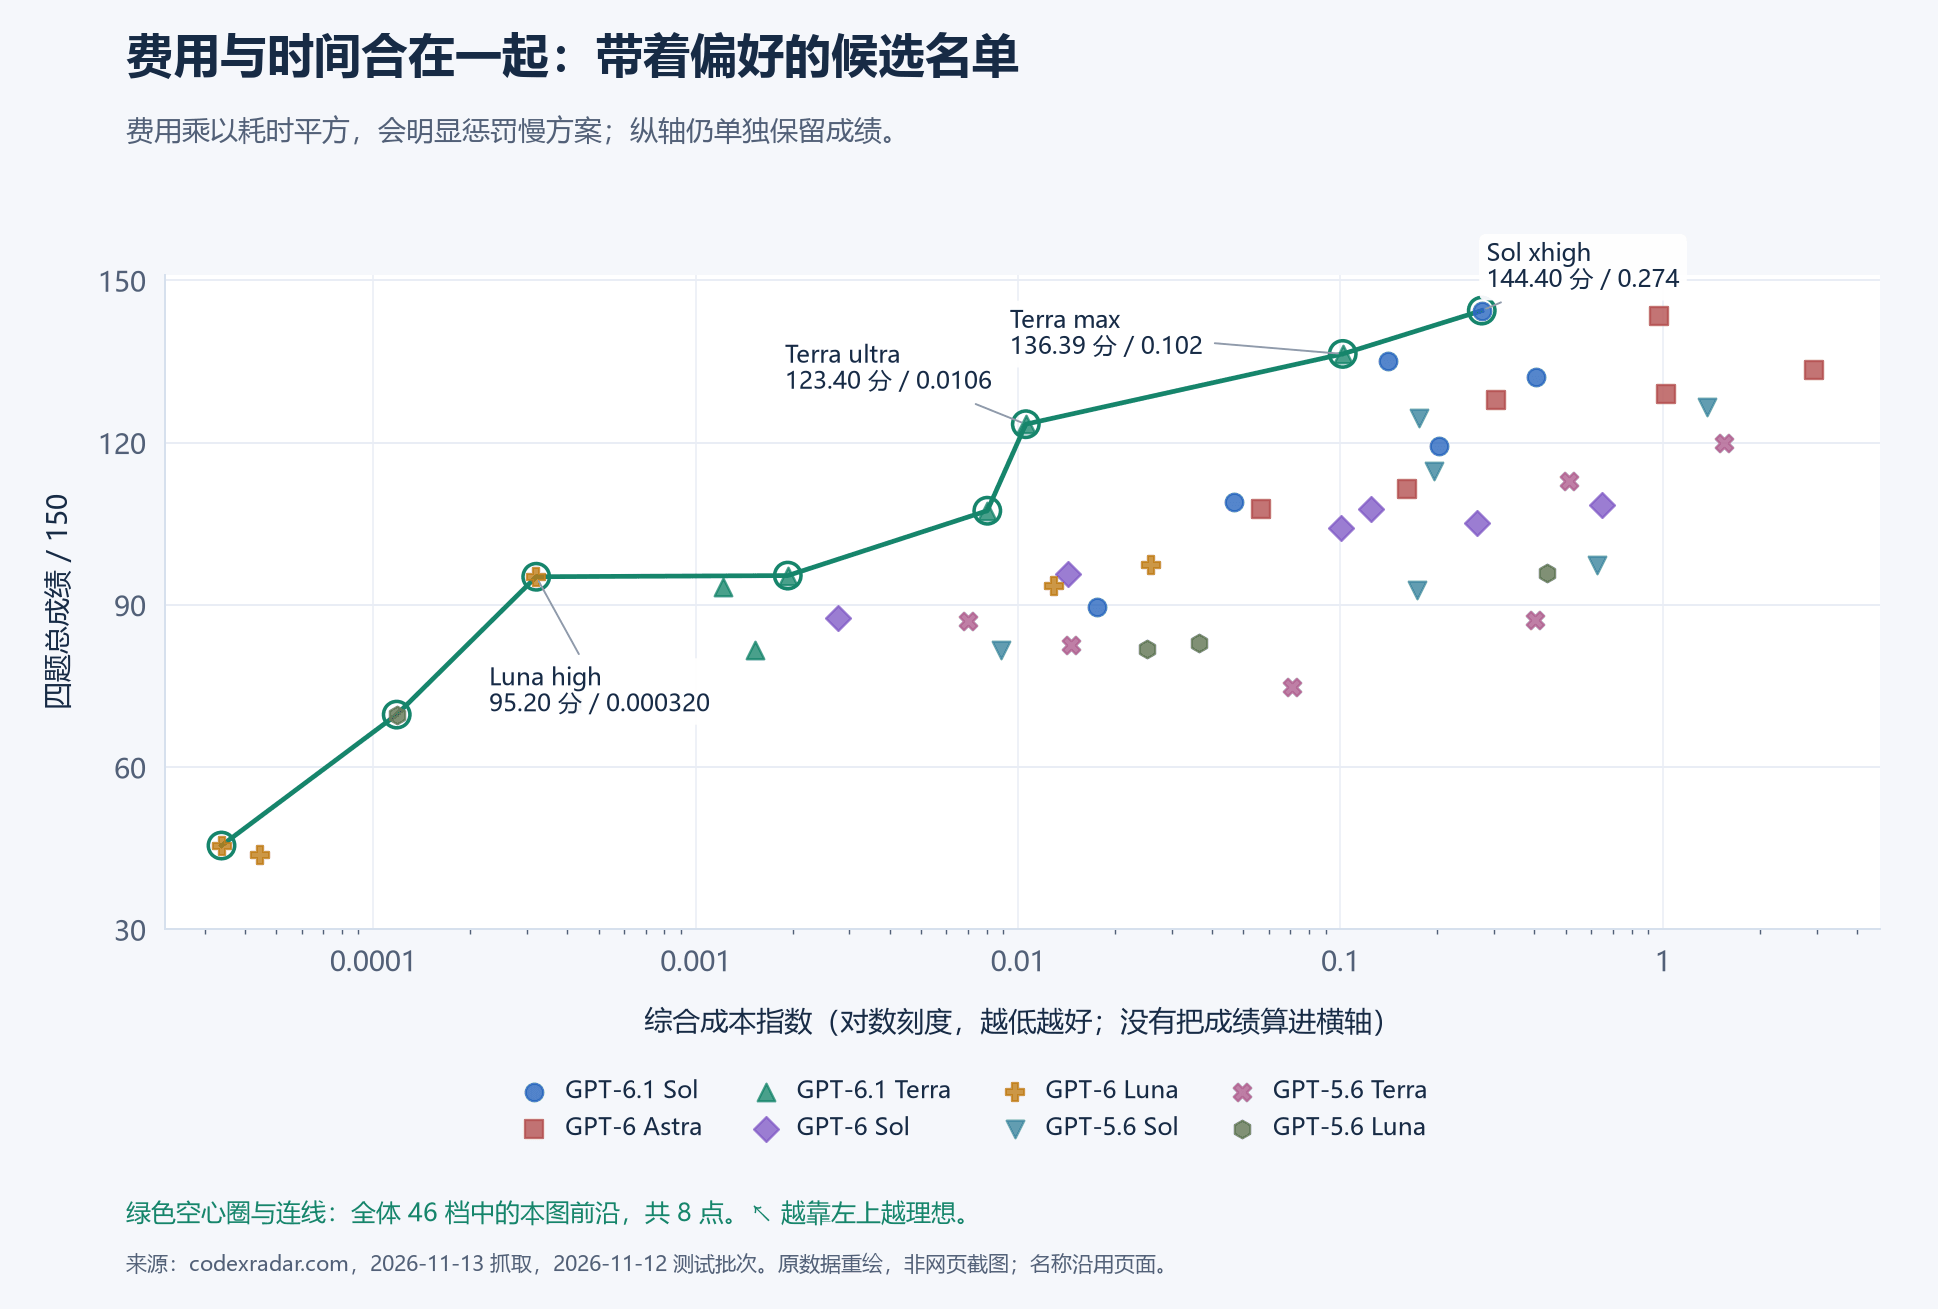 费用与时间合在一起：带着偏好的候选名单
费用乘以耗时平方，会明显惩罚慢方案；纵轴仍单独保留成绩。
Sol xhigh
144.40 分 / 0.274
Terra max
136.39 分 / 0.102
Terra ultra
123.40 分 / 0.0106
Luna high
95.20 分 / 0.000320
四题总成绩 / 150
150
120
90
60
30
0.0001
0.001
0.01
0.1
1
综合成本指数（对数刻度，越低越好；没有把成绩算进横轴）
GPT-6.1 Sol
GPT-6.1 Terra
GPT-6 Luna
GPT-5.6 Terra
GPT-6 Astra
GPT-6 Sol
GPT-5.6 Sol
GPT-5.6 Luna
绿色空心圈与连线：全体 46 档中的本图前沿，共 8 点。↖ 越靠左上越理想。
来源：codexradar.com，2026-11-13 抓取，2026-11-12 测试批次。原数据重绘，非网页截图；名称沿用页面。